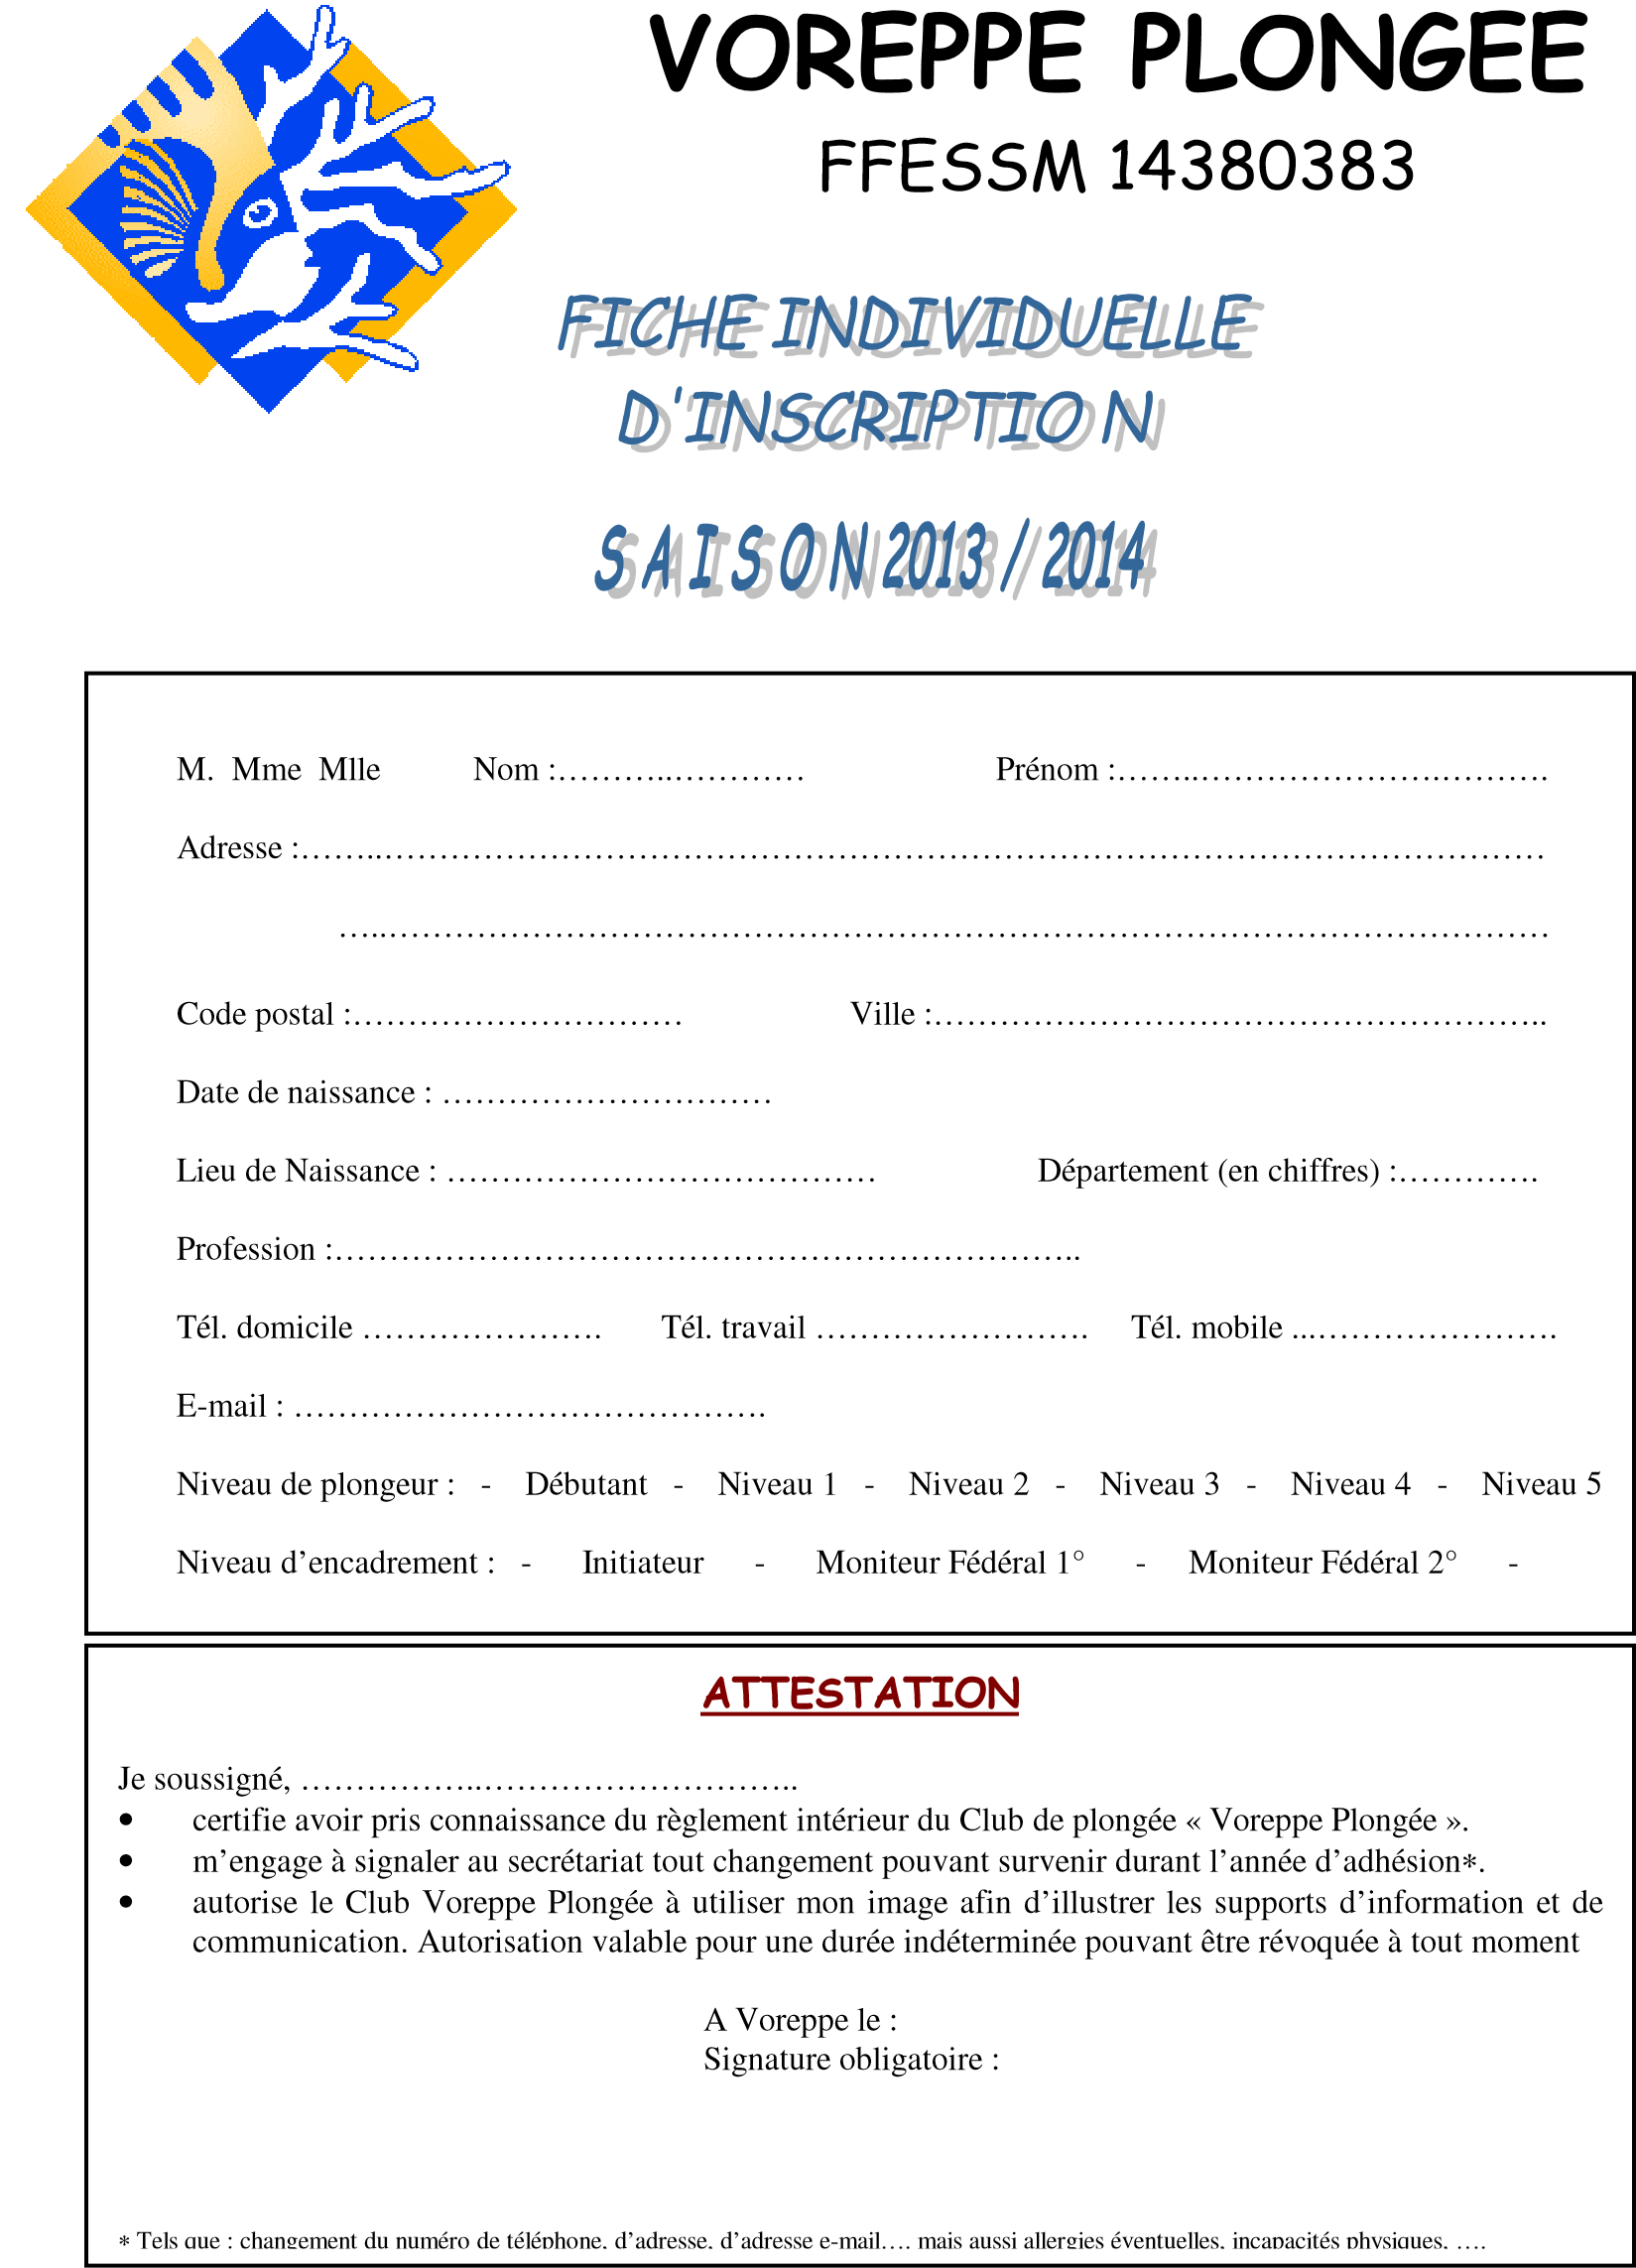 VOREPPE PLONGEE
FFESSM 14380383
FICHE INDIVIDUELLE
D'INSCRIPTION
SAISON 2013 / 2014
M. Mme Mlle Nom :………..………… Prénom :……..……………………..……….
Adresse :……..……………………………………………………………………………………………
…..……………………………………………………………………………………………
Code postal :………………………… Ville :………………………………………………..
Date de naissance : …………………………
Lieu de Naissance : ………………………………… Département (en chiffres) :………….
Profession :…………………………………………………………..
Tél. domicile …………………. Tél. travail ……………………. Tél. mobile ...………………….
E-mail : …………………………………….
Niveau de plongeur : - Débutant - Niveau 1 - Niveau 2 - Niveau 3 - Niveau 4 - Niveau 5
Niveau d’encadrement : - Initiateur - Moniteur Fédéral 1° - Moniteur Fédéral 2° -
ATTESTATION
Je soussigné, ……………..………………………..
• certifie avoir pris connaissance du règlement intérieur du Club de plongée « Voreppe Plongée ».
• m’engage à signaler au secrétariat tout changement pouvant survenir durant l’année d’adhésion*.
• autorise le Club Voreppe Plongée à utiliser mon image afin d’illustrer les supports d’information et de
communication. Autorisation valable pour une durée indéterminée pouvant être révoquée à tout moment
A Voreppe le :
Signature obligatoire :
* Tels que : changement du numéro de téléphone, d’adresse, d’adresse e-mail…. mais aussi allergies éventuelles, incapacités physiques, ….